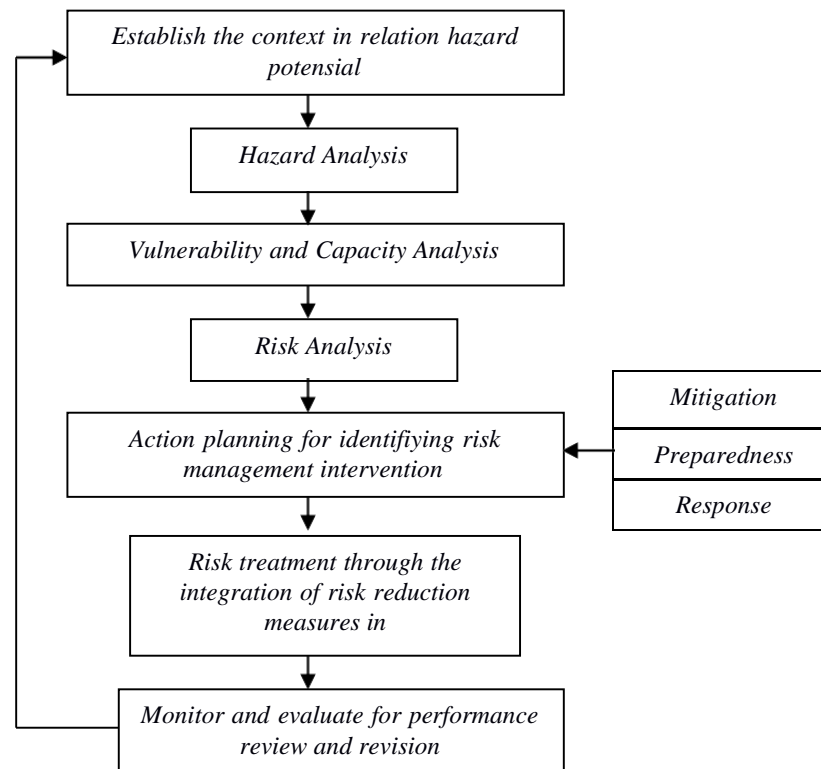 Establish the context in relation hazard
potensial
Hazard Analysis
Vulnerability and Capacity Analysis
Risk Analysis
Action planning for identifiying risk
management intervention
Mitigation
Preparedness
Response
Risk treatment through the
integration of risk reduction
measures in
Monitor and evaluate for performance
review and revision